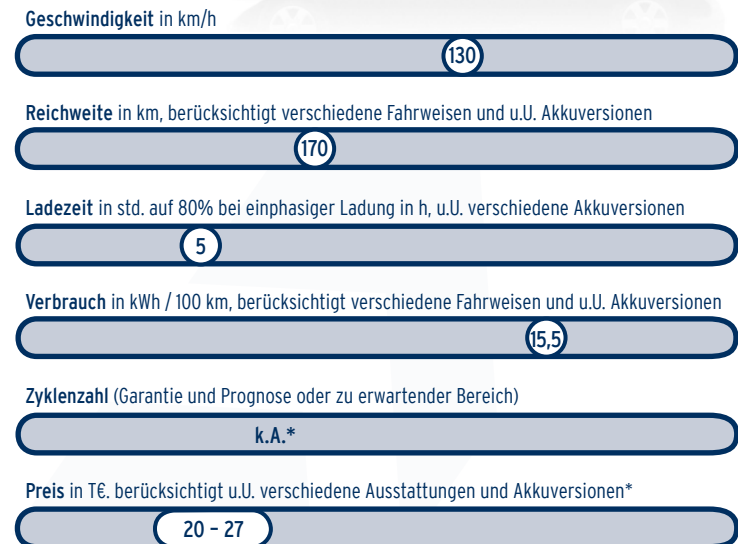 Geschwindigkeit in km/h
130
Reichweite in km, berücksichtigt verschiedene Fahrweisen und u.U. Akkuversionen
170
Ladezeit in std. auf 80% bei einphasiger Ladung in h, u.U. verschiedene Akkuversionen
5
Verbrauch in kWh / 100 km, berücksichtigt verschiedene Fahrweisen und u.U. Akkuversionen
15,5
Zyklenzahl (Garantie und Prognose oder zu erwartender Bereich)
k.A.*
Preis in T€. berücksichtigt u.U. verschiedene Ausstattungen und Akkuversionen*
20 – 27